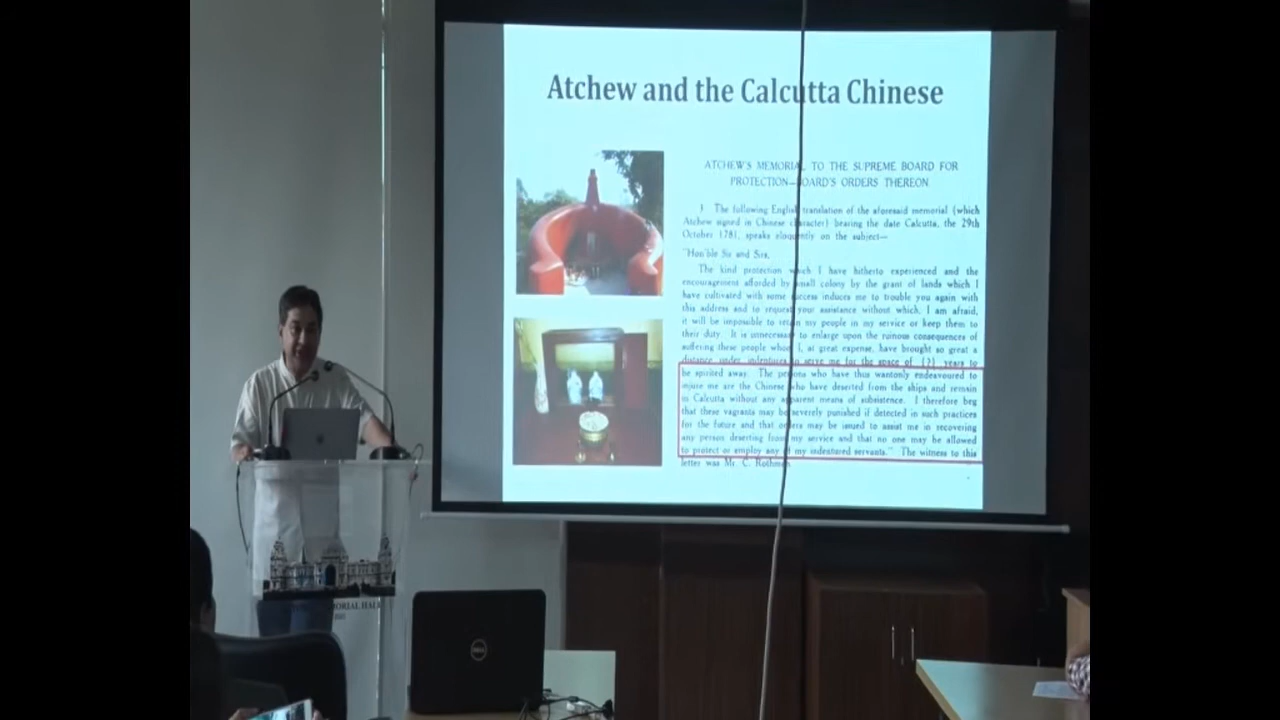 Atchew and the Calcutta Chinese
ATCHEW'S MEMORIAL TO THE SUPREME BOARD FOR
PROTECTION—BOARD'S ORDERS THEREON
3 The following English translation of the aforesaid memorial (which
Atchew signed in Chinese character) bearing the date Calcutta, the 29th
October 1781, speaks eloquently on the subject—
"Hon'ble Sir and Sirs,
The kind protection which I have hitherto experienced and the
encouragement afforded by small colony by the grant of lands which I
have cultivated with some success induces me to trouble you again with
this address and to request your assistance without which, I am afraid,
it will be impossible to retain my people in my service or keep them to
their duty. It is unnecessary to enlarge upon the ruinous consequences of
suffering these people whom I, at great expense, have brought so great a
distance under indentures to serve me for the space of (?) years to
be spirited away. The persons who have thus wantonly endeavoured to
injure me are the Chinese who have deserted from the ships and remain
in Calcutta without any apparent means of subsistence. I therefore beg
that these vagrants may be severely punished if detected in such practices
for the future and that orders may be issued to assist me in recovering
any person deserting from my service and that no one may be allowed
to protect or employ any of my indentured servants." The witness to this
letter was Mr. C. Rothman
MORIAL HALL
DELL